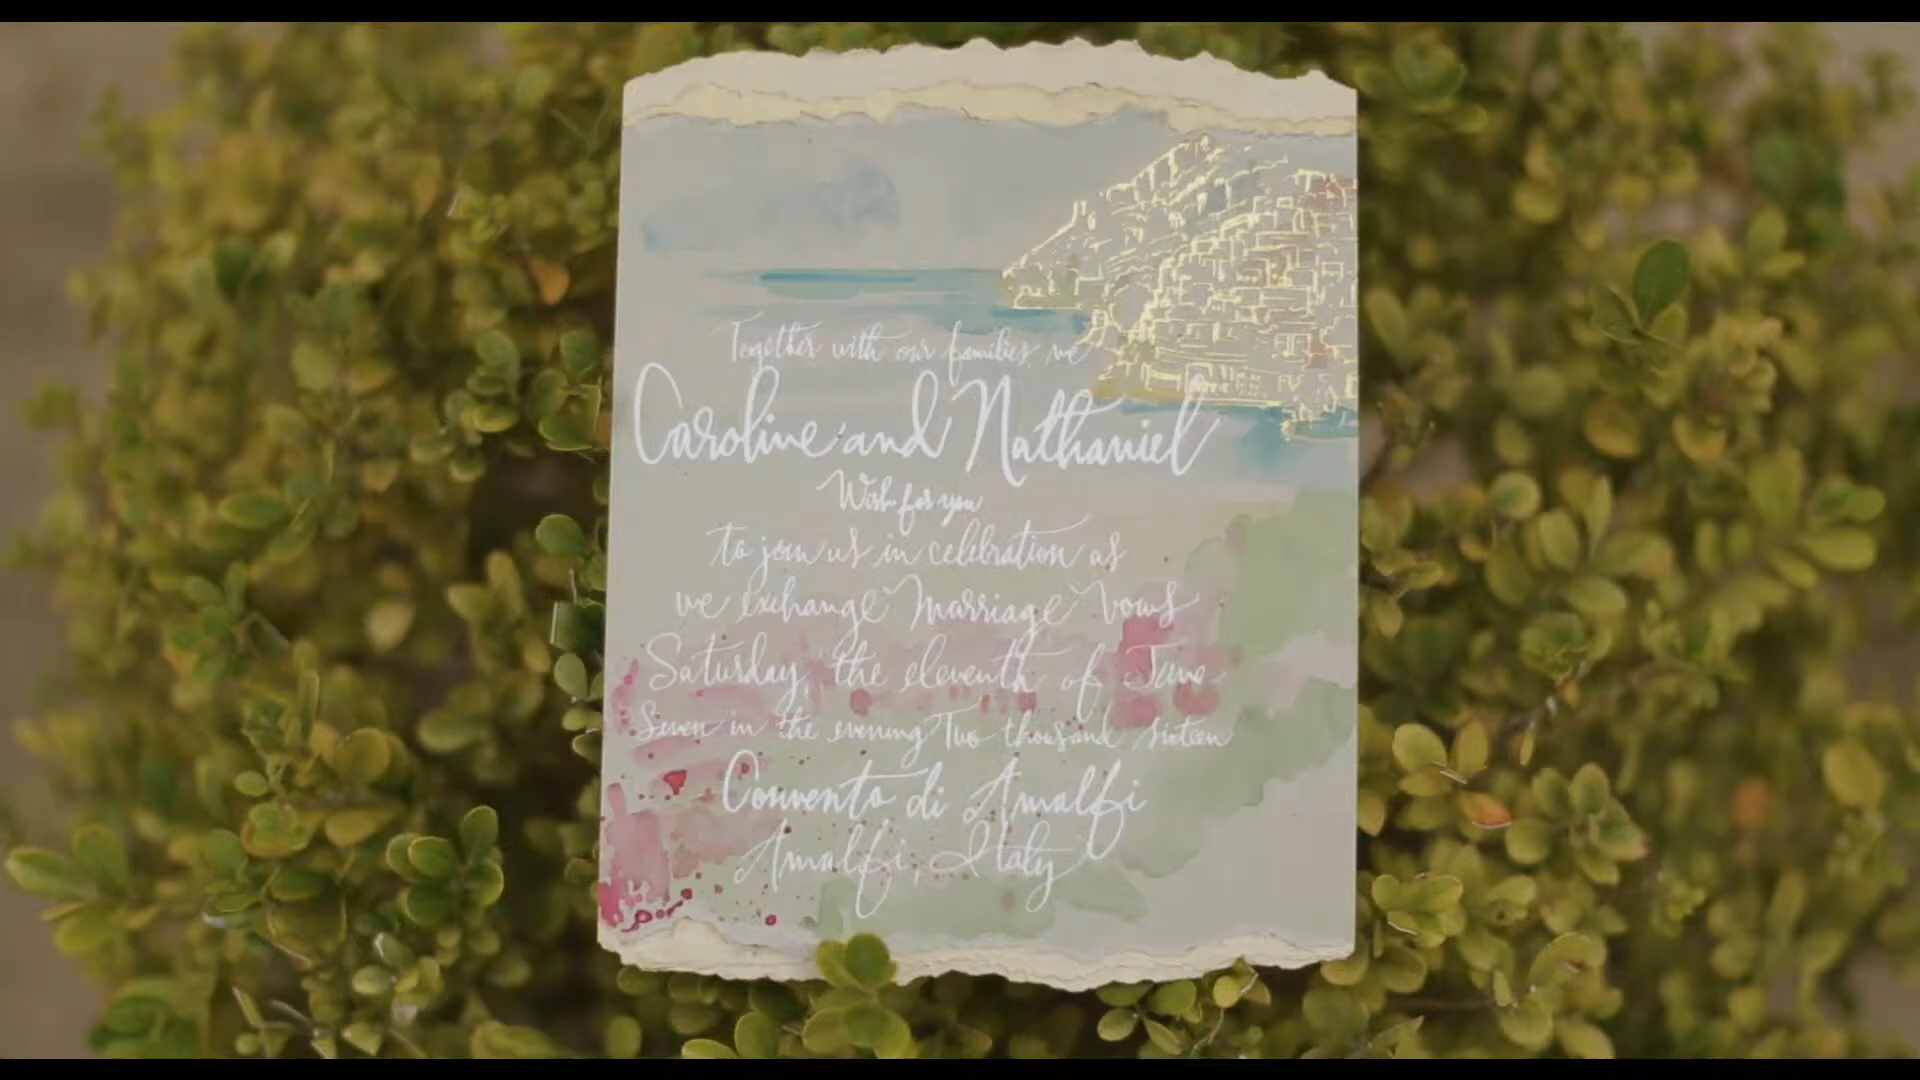 Together with our families, we
Caroline and Nathaniel
Wish for you
to join us in celebration as
we exchange Marriage Vows
Saturday, the eleventh of June
Seven in the evening Two thousand sixteen
Convento di Amalfi
Amalfi, Italy